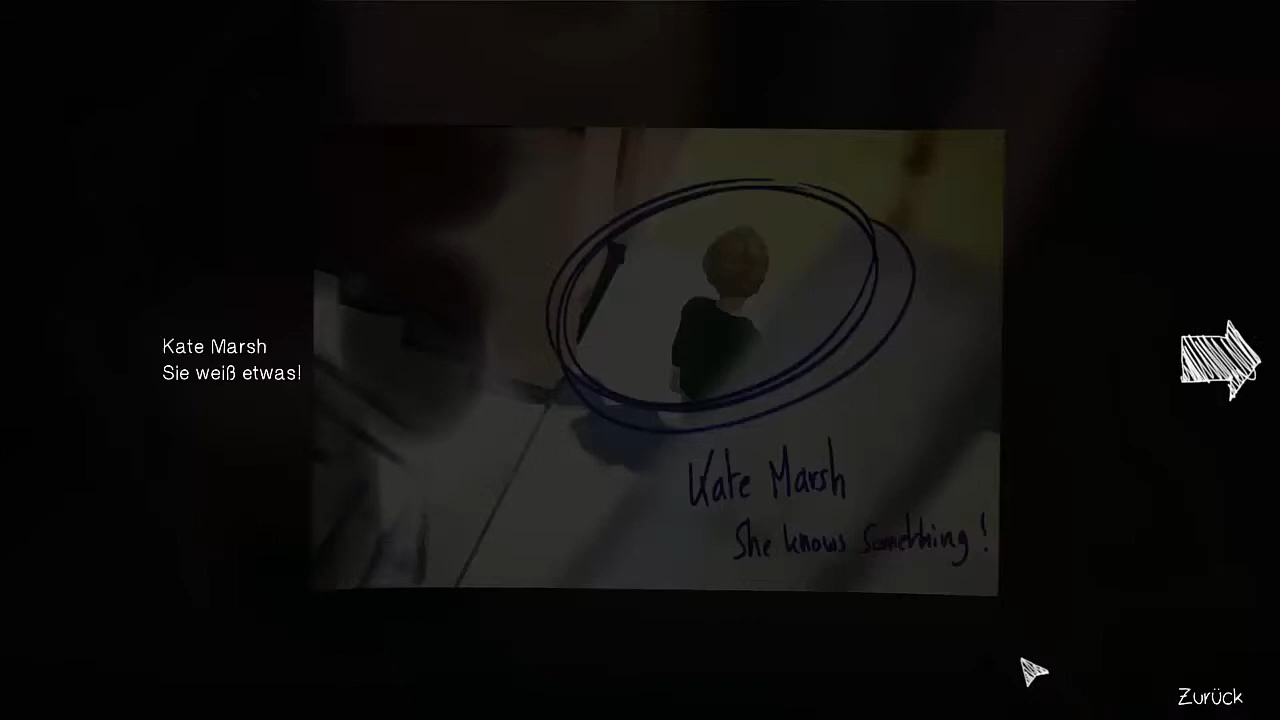 Kate Marsh
Sie weiß etwas!
Kate Marsh
She knows something!
Zurück